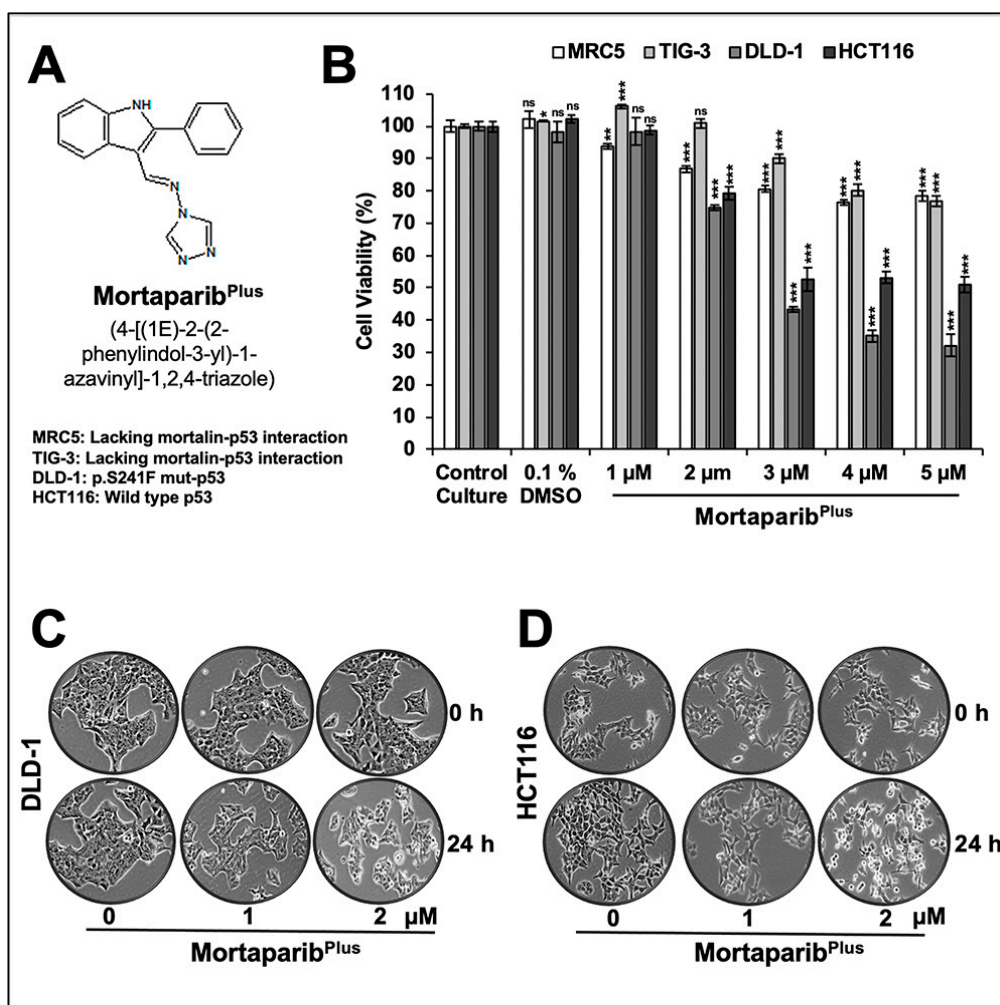 A
NH
N
N
N
N
Mortaparib^Plus
(4-[(1E)-2-(2-
phenylindol-3-yl)-1-
azavinyl]-1,2,4-triazole)
MRC5: Lacking mortalin-p53 interaction
TIG-3: Lacking mortalin-p53 interaction
DLD-1: p.S241F mut-p53
HCT116: Wild type p53
B
MRC5 TIG-3 DLD-1 HCT116
Cell Viability (%)
110
100
90
80
70
60
50
40
30
20
10
0
ns * ns ns
** *** ns ns
*** ns *** ***
*** *** *** ***
*** *** *** ***
*** *** *** ***
Control Culture
0.1 % DMSO
1 µM
2 µm
3 µM
4 µM
5 µM
Mortaparib^Plus
C
DLD-1
0 h
24 h
0 1 2 µM
Mortaparib^Plus
D
HCT116
0 h
24 h
0 1 2 µM
Mortaparib^Plus